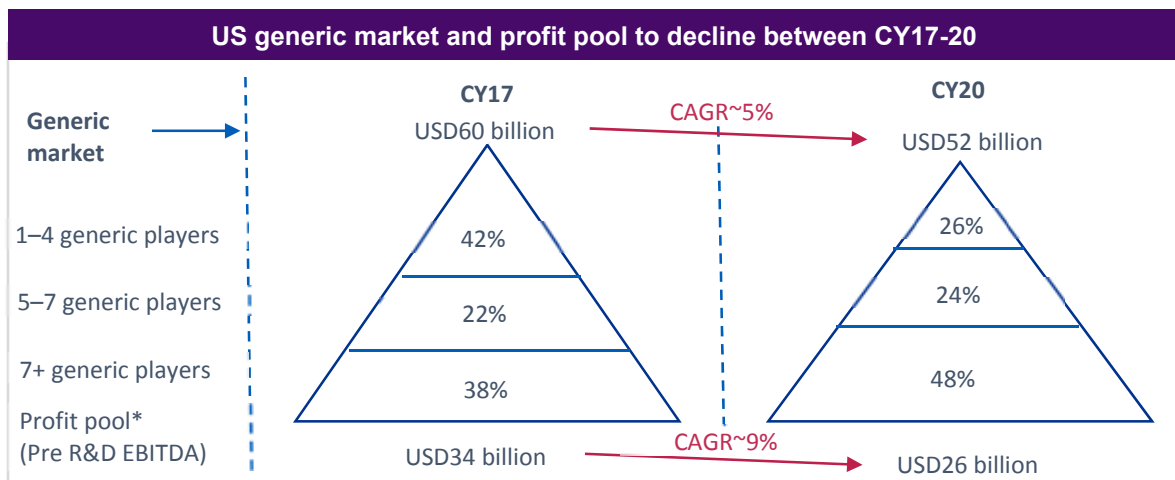 US generic market and profit pool to decline between CY17-20
CY17
CY20
Generic
market
USD60 billion
CAGR~5%
USD52 billion
1–4 generic players
42%
26%
5–7 generic players
22%
24%
7+ generic players
38%
48%
Profit pool*
(Pre R&D EBITDA)
USD34 billion
CAGR~9%
USD26 billion